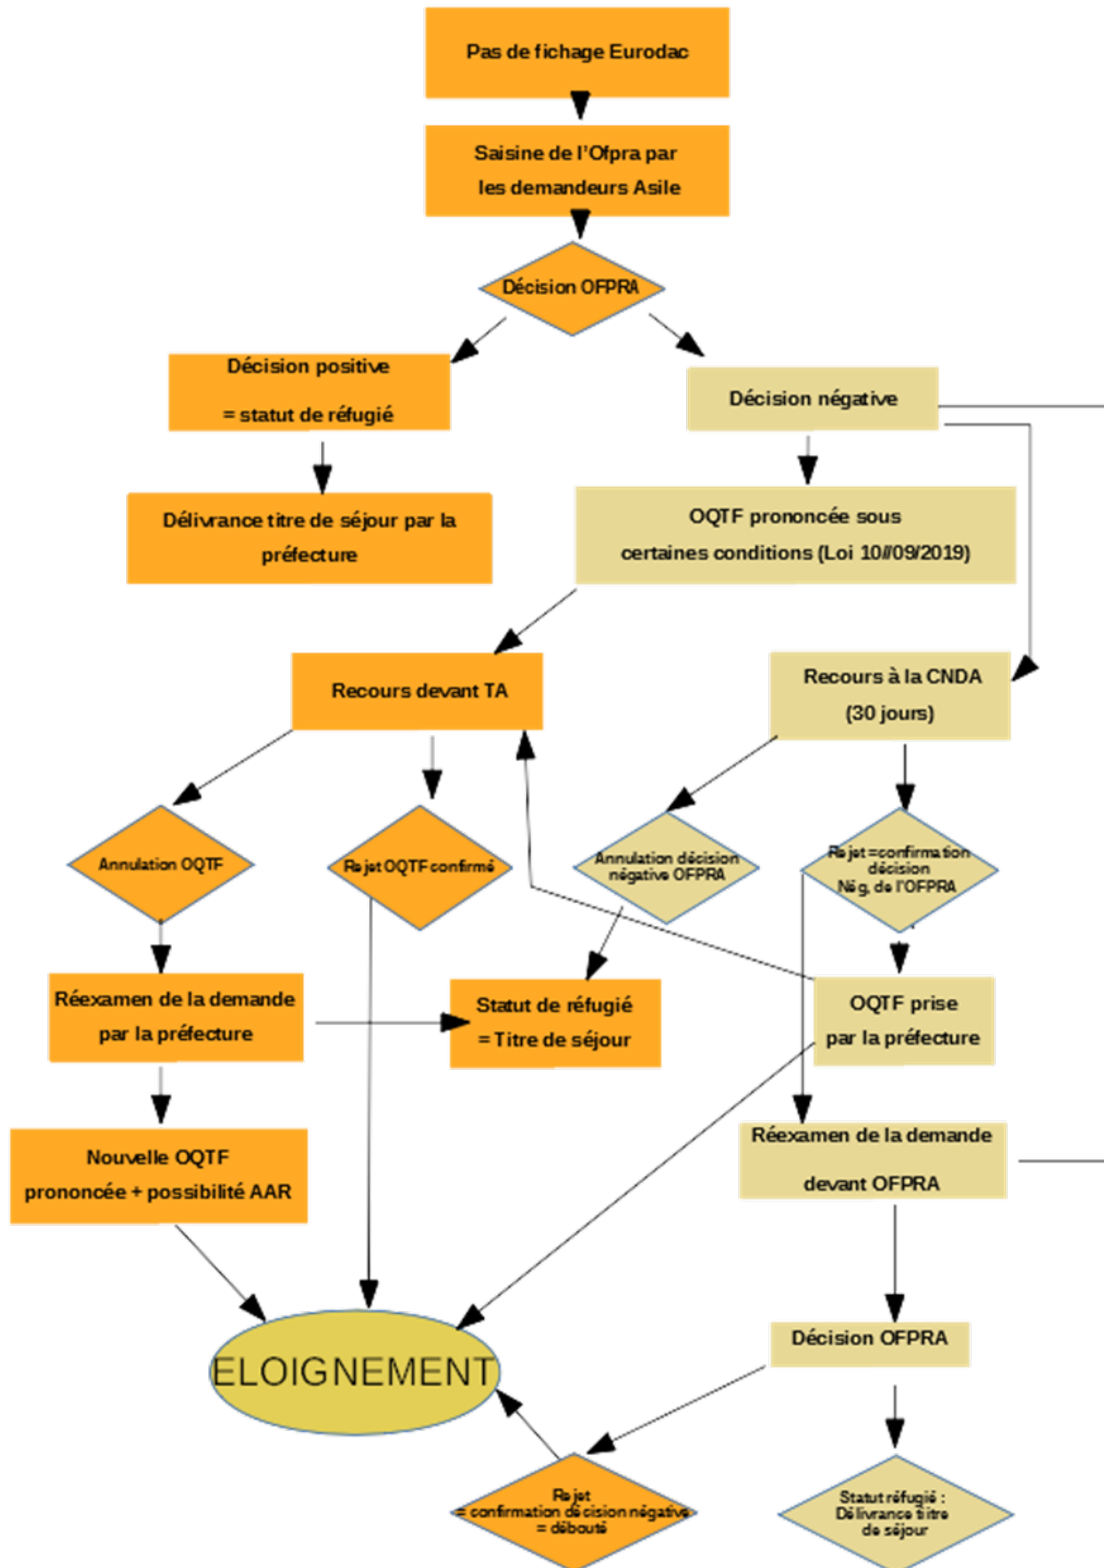 Pas de fichage Eurodac
Saisine de l'Ofpra par
les demandeurs Asile
Décision OFPRA
Décision positive
= statut de réfugié
Décision négative
Délivrance titre de séjour par la
préfecture
OQTF prononcée sous
certaines conditions (Loi 10//09/2019)
Recours devant TA
Recours à la CNDA
(30 jours)
Annulation OQTF
Rejet OQTF confirmé
Annulation décision
négative OFPRA
Rejet =confirmation
décision
Nég, de l'OFPRA
Réexamen de la demande
par la préfecture
Statut de réfugié
= Titre de séjour
OQTF prise
par la préfecture
Nouvelle OQTF
prononcée + possibilité AAR
Réexamen de la demande
devant OFPRA
ELOIGNEMENT
Décision OFPRA
Rejet
= confirmation décision négative
= débouté
Statut réfugié :
Délivrance tiitre
de séjour